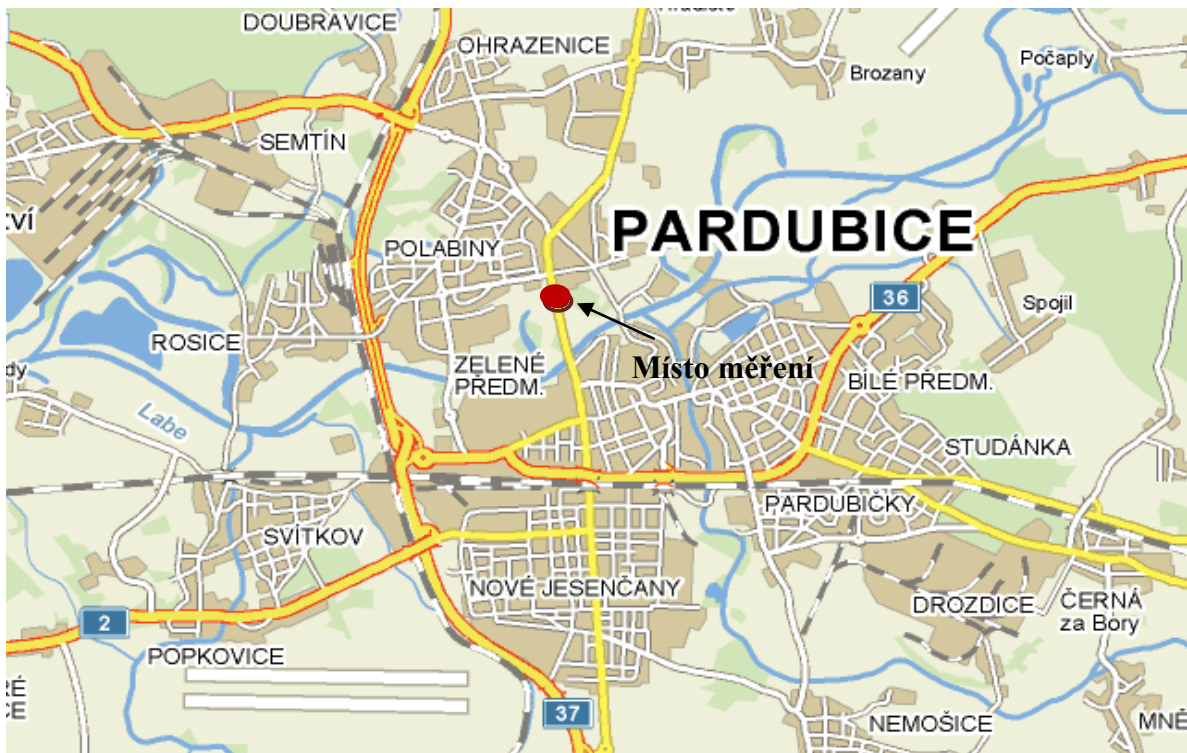 DOUBRAVICE
OHRAZENICE
Brozany
Počaply
SEMTÍN
PARDUBICE
POLABINY
36
Spojil
ROSICE
ZELENÉ
PŘEDM.
Místo měření
BÍLÉ PŘEDM.
Labe
STUDÁNKA
PARDUBIČKY
SVÍTKOV
NOVÉ JESENČANY
DROZDICE
ČERNÁ
za Bory
2
POPKOVICE
37
NEMOŠICE